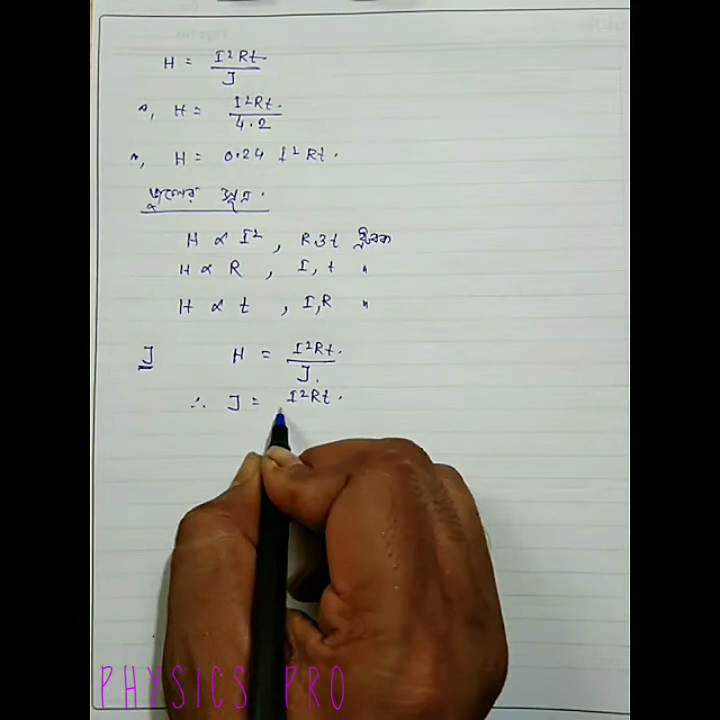 H = I²Rt / J
বা, H = I²Rt. / 4.2
বা, H = 0.24 I²Rt.
জুলের সূত্র.
H ∝ I² , R ও t ধ্রুবক
H ∝ R , I, t "
H ∝ t , I, R "
J H = I²Rt. / J.
∴ J = I²Rt.
PHYSICS PRO